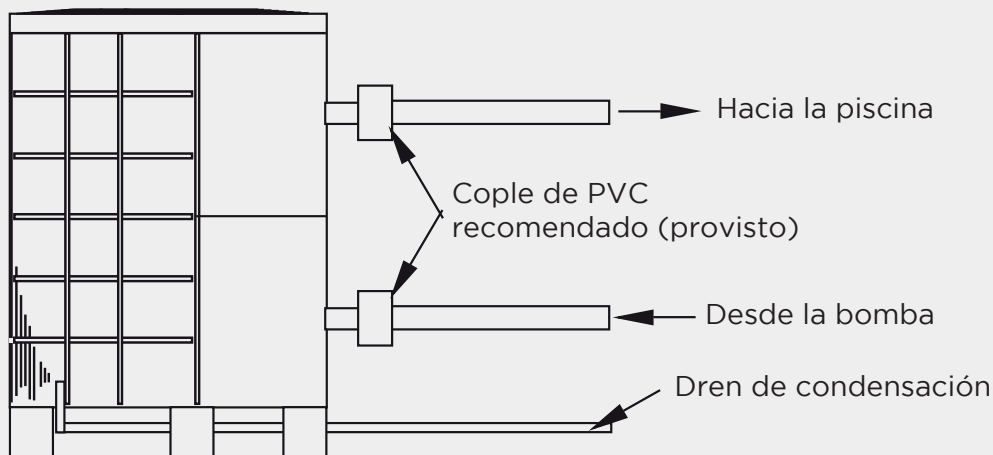 Hacia la piscina
Cople de PVC
recomendado (provisto)
Desde la bomba
Dren de condensación